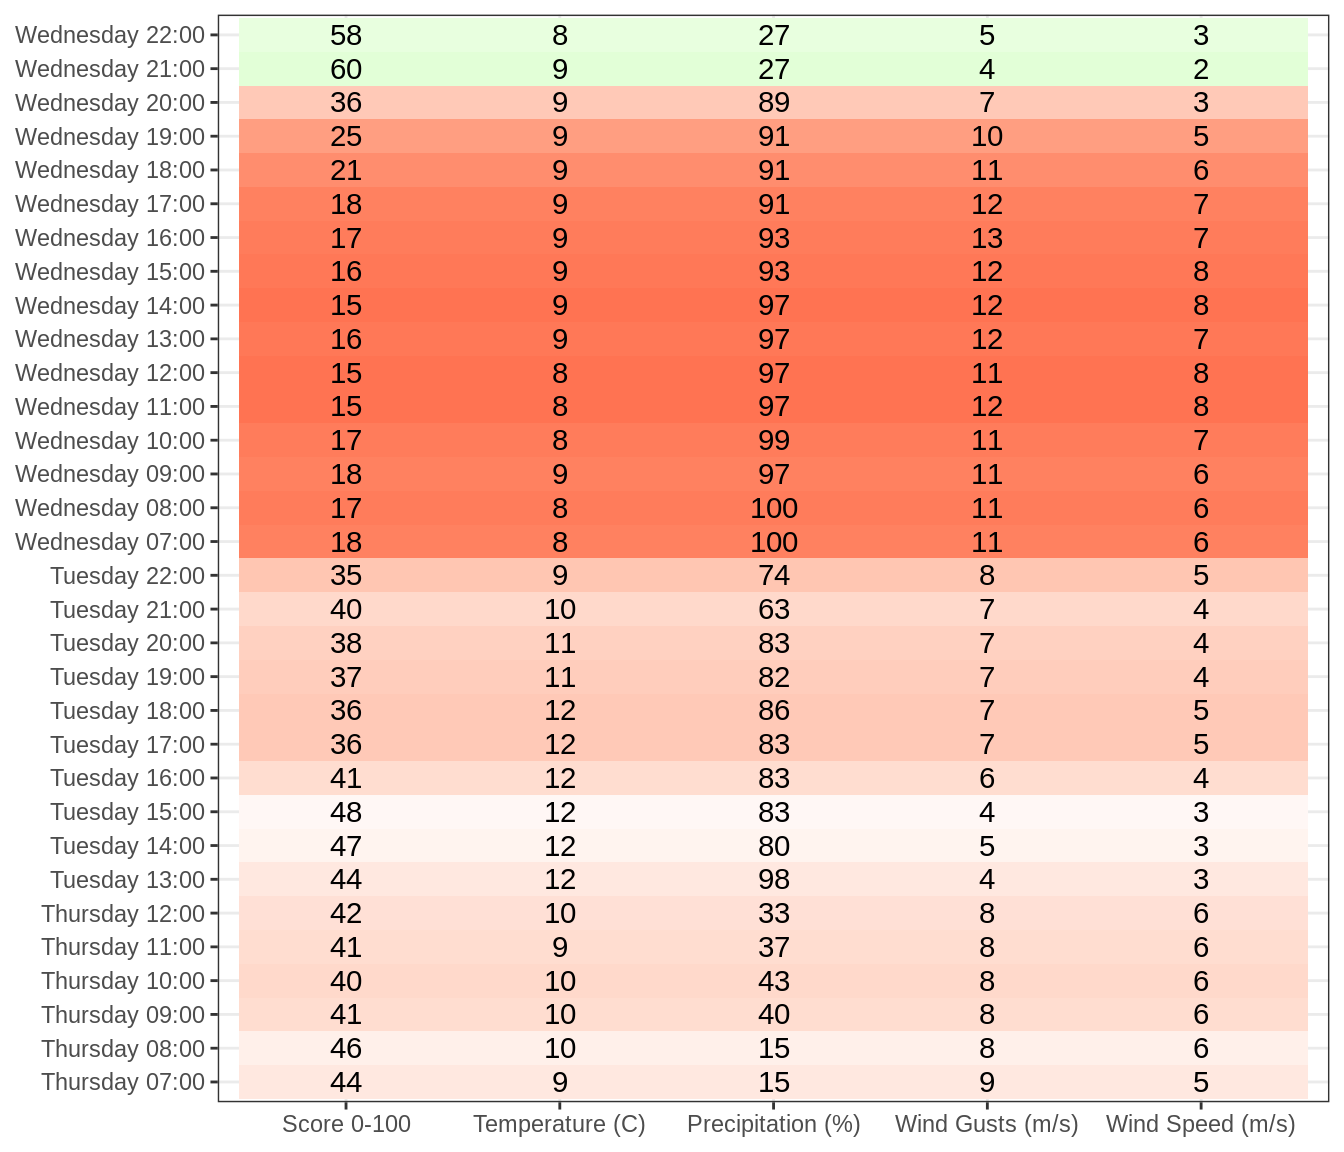 Wednesday 22:00 58 8 27 5 3
Wednesday 21:00 60 9 27 4 2
Wednesday 20:00 36 9 89 7 3
Wednesday 19:00 25 9 91 10 5
Wednesday 18:00 21 9 91 11 6
Wednesday 17:00 18 9 91 12 7
Wednesday 16:00 17 9 93 13 7
Wednesday 15:00 16 9 93 12 8
Wednesday 14:00 15 9 97 12 8
Wednesday 13:00 16 9 97 12 7
Wednesday 12:00 15 8 97 11 8
Wednesday 11:00 15 8 97 12 8
Wednesday 10:00 17 8 99 11 7
Wednesday 09:00 18 9 97 11 6
Wednesday 08:00 17 8 100 11 6
Wednesday 07:00 18 8 100 11 6
Tuesday 22:00 35 9 74 8 5
Tuesday 21:00 40 10 63 7 4
Tuesday 20:00 38 11 83 7 4
Tuesday 19:00 37 11 82 7 4
Tuesday 18:00 36 12 86 7 5
Tuesday 17:00 36 12 83 7 5
Tuesday 16:00 41 12 83 6 4
Tuesday 15:00 48 12 83 4 3
Tuesday 14:00 47 12 80 5 3
Tuesday 13:00 44 12 98 4 3
Thursday 12:00 42 10 33 8 6
Thursday 11:00 41 9 37 8 6
Thursday 10:00 40 10 43 8 6
Thursday 09:00 41 10 40 8 6
Thursday 08:00 46 10 15 8 6
Thursday 07:00 44 9 15 9 5
Score 0-100 Temperature (C) Precipitation (%) Wind Gusts (m/s) Wind Speed (m/s)